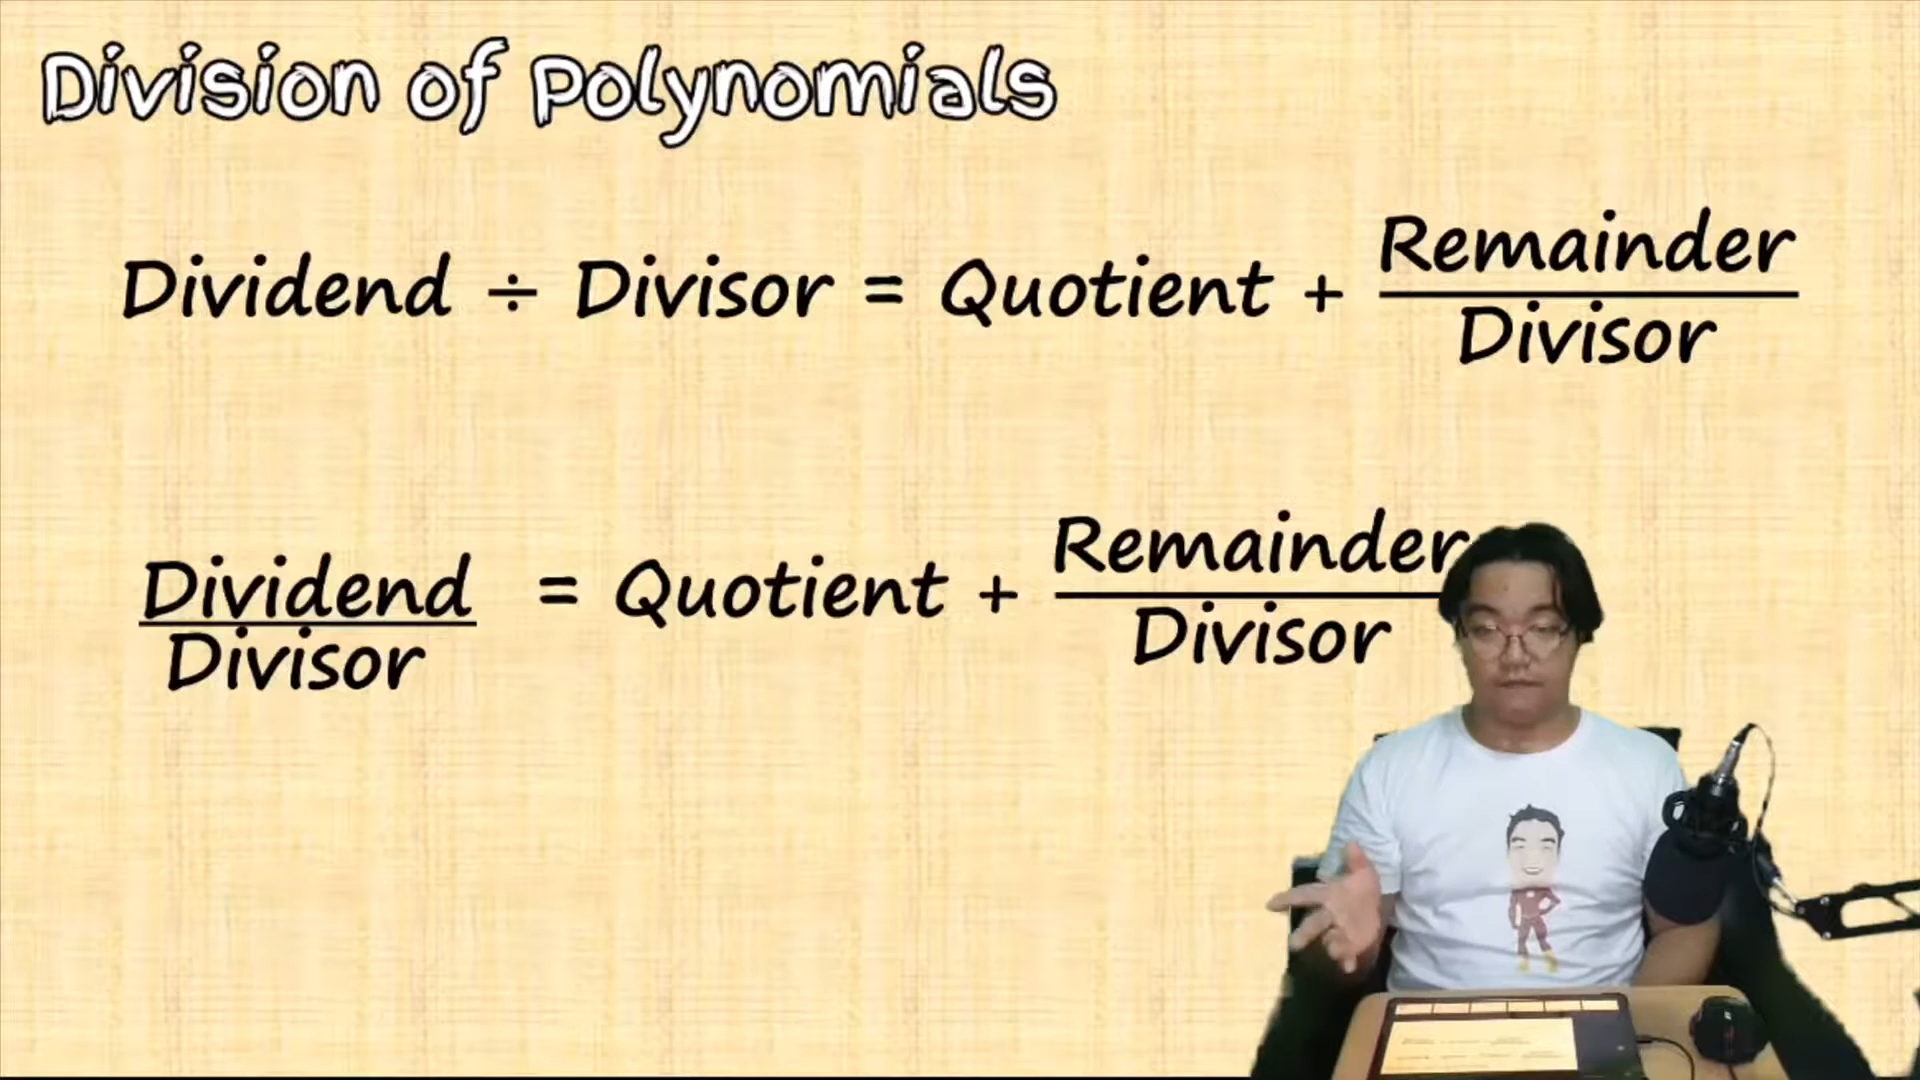 Division of Polynomials
Dividend ÷ Divisor = Quotient + Remainder
Divisor
Dividend = Quotient + Remainder
Divisor Divisor